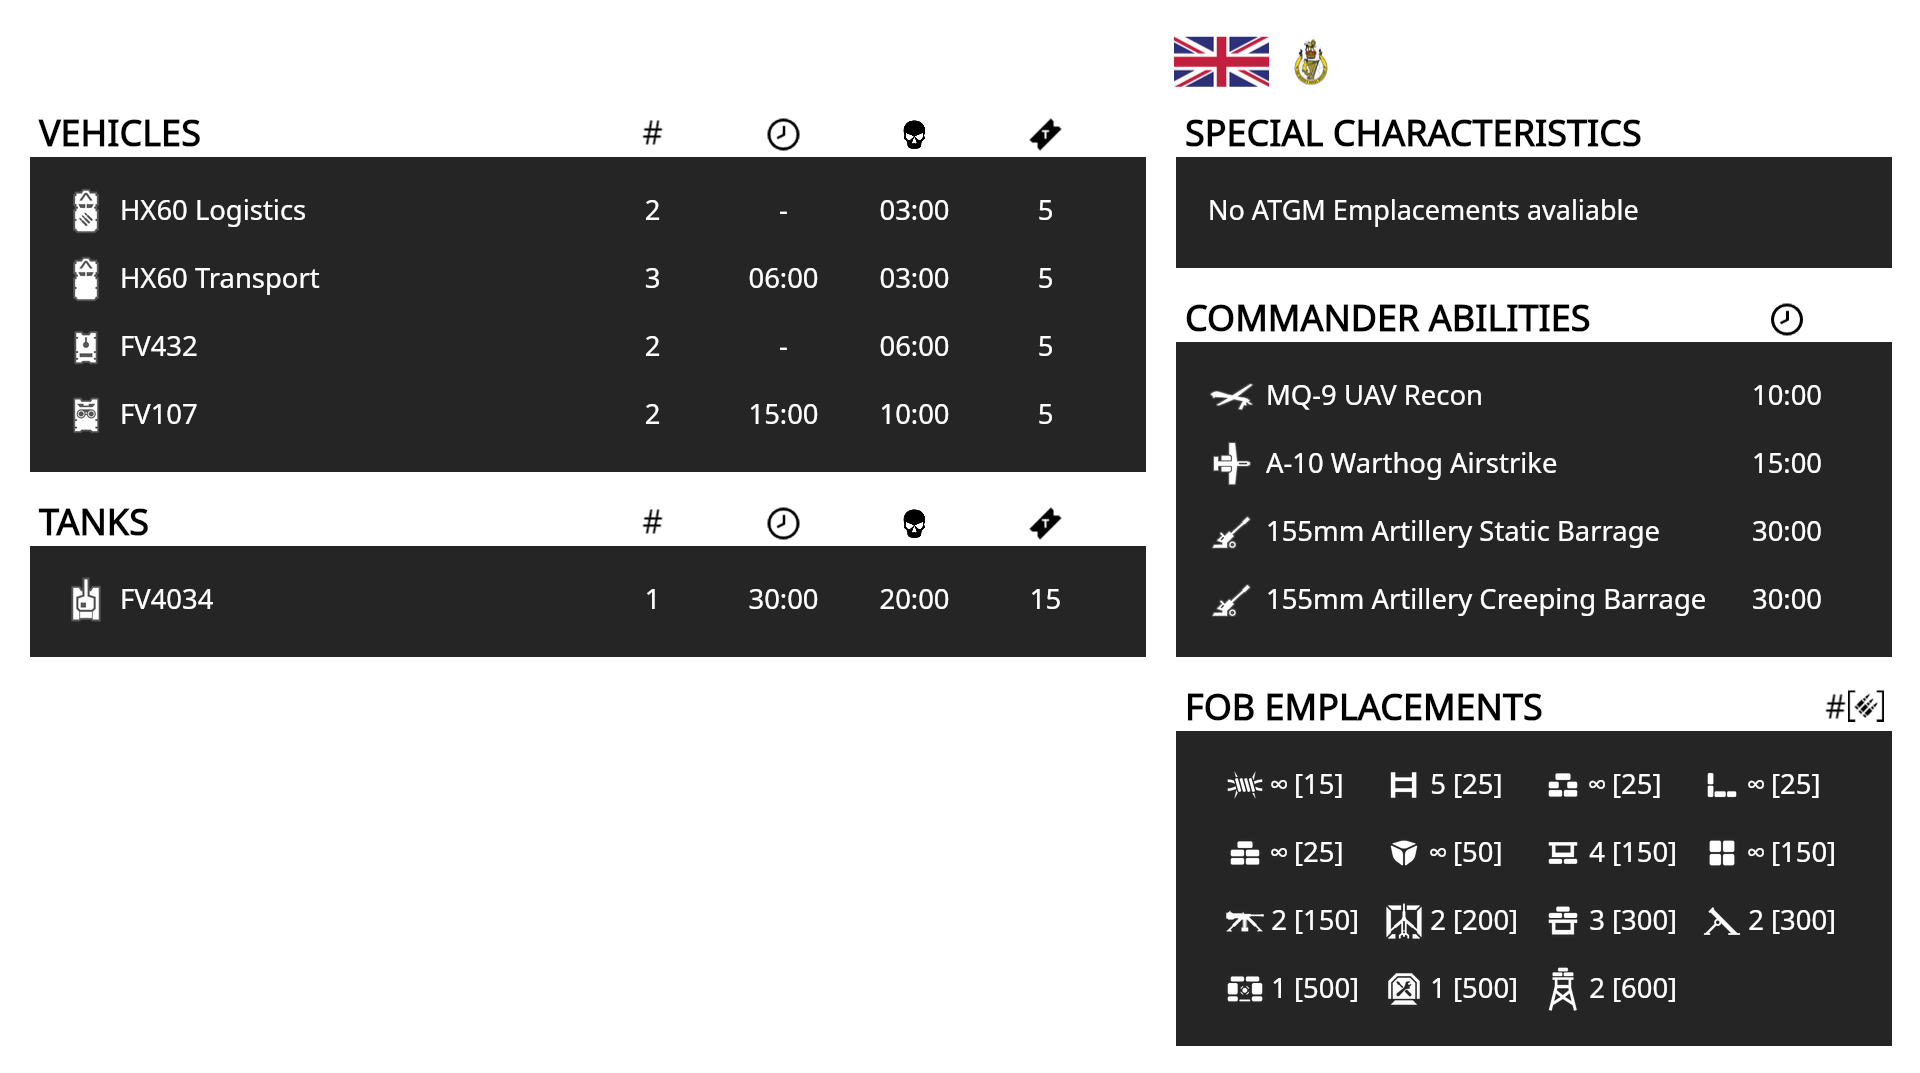 VEHICLES #
HX60 Logistics 2 - 03:00 5
HX60 Transport 3 06:00 03:00 5
FV432 2 - 06:00 5
FV107 2 15:00 10:00 5
TANKS #
T
FV4034 1 30:00 20:00 15
SPECIAL CHARACTERISTICS
No ATGM Emplacements avaliable
COMMANDER ABILITIES
MQ-9 UAV Recon 10:00
A-10 Warthog Airstrike 15:00
155mm Artillery Static Barrage 30:00
155mm Artillery Creeping Barrage 30:00
FOB EMPLACEMENTS #[]
∞ [15] 5 [25] ∞ [25] ∞ [25]
∞ [25] ∞ [50] 4 [150] ∞ [150]
2 [150] 2 [200] 3 [300] 2 [300]
1 [500] 1 [500] 2 [600]